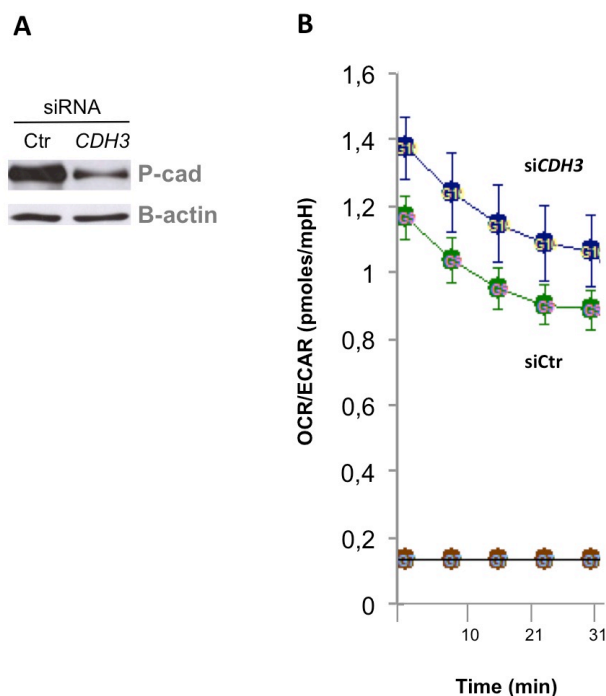 A
siRNA
Ctr CDH3
P-cad
B-actin
B
OCR/ECAR (pmoles/mpH)
1,6
1,4
1,2
1
0,8
0,6
0,4
0,2
0
siCDH3
siCtr
10 21 31
Time (min)